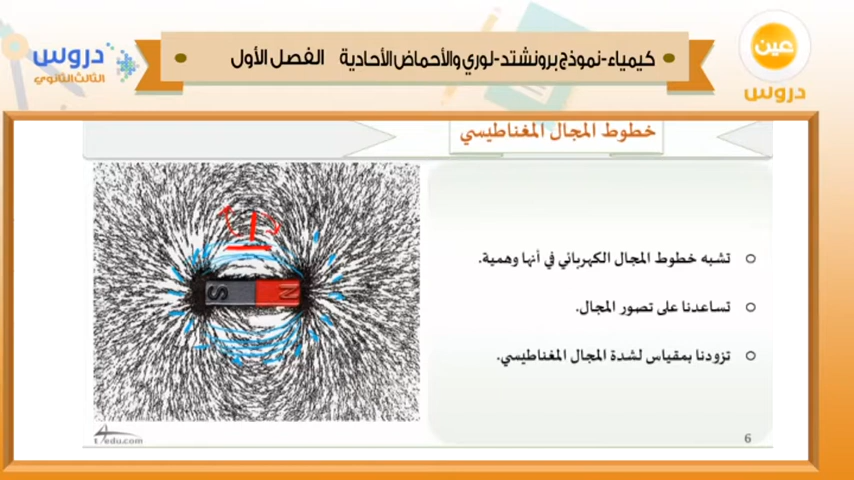 كيمياء-نموذج برونشتد-لوري والأحماض الأحادية الفصل الأول
عين
دروس
دروس
الثالث الثانوي
خطوط المجال المغناطيسي
تشبه خطوط المجال الكهربائي في أنها وهمية.
تساعدنا على تصور المجال.
تزودنا بمقياس لشدة المجال المغناطيسي.
S N
t4edu.com
6